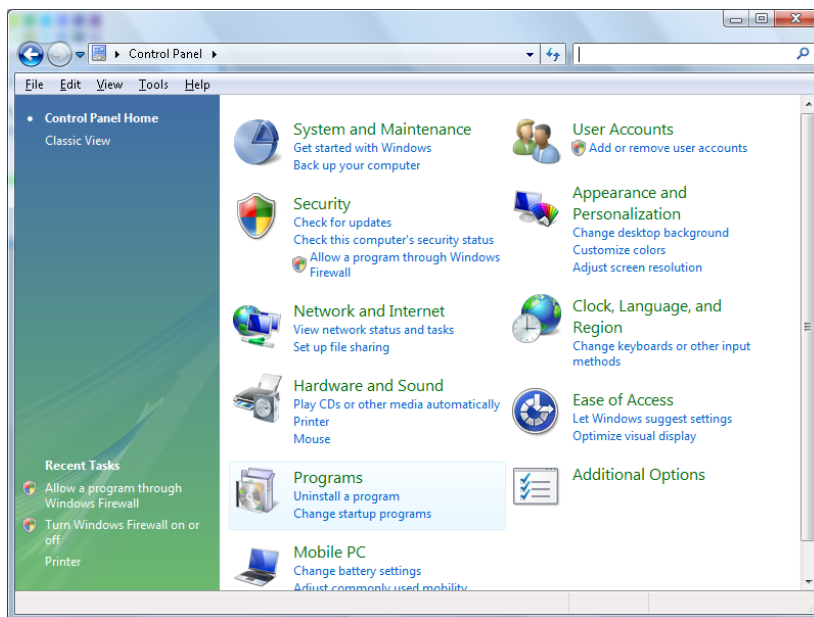 Control Panel
File Edit View Tools Help
Control Panel Home
Classic View
Recent Tasks
Allow a program through
Windows Firewall
Turn Windows Firewall on or
off
Printer
System and Maintenance
Get started with Windows
Back up your computer
Security
Check for updates
Check this computer's security status
Allow a program through Windows
Firewall
Network and Internet
View network status and tasks
Set up file sharing
Hardware and Sound
Play CDs or other media automatically
Printer
Mouse
Programs
Uninstall a program
Change startup programs
Mobile PC
Change battery settings
Adjust commonly used mobility
User Accounts
Add or remove user accounts
Appearance and
Personalization
Change desktop background
Customize colors
Adjust screen resolution
Clock, Language, and
Region
Change keyboards or other input
methods
Ease of Access
Let Windows suggest settings
Optimize visual display
Additional Options